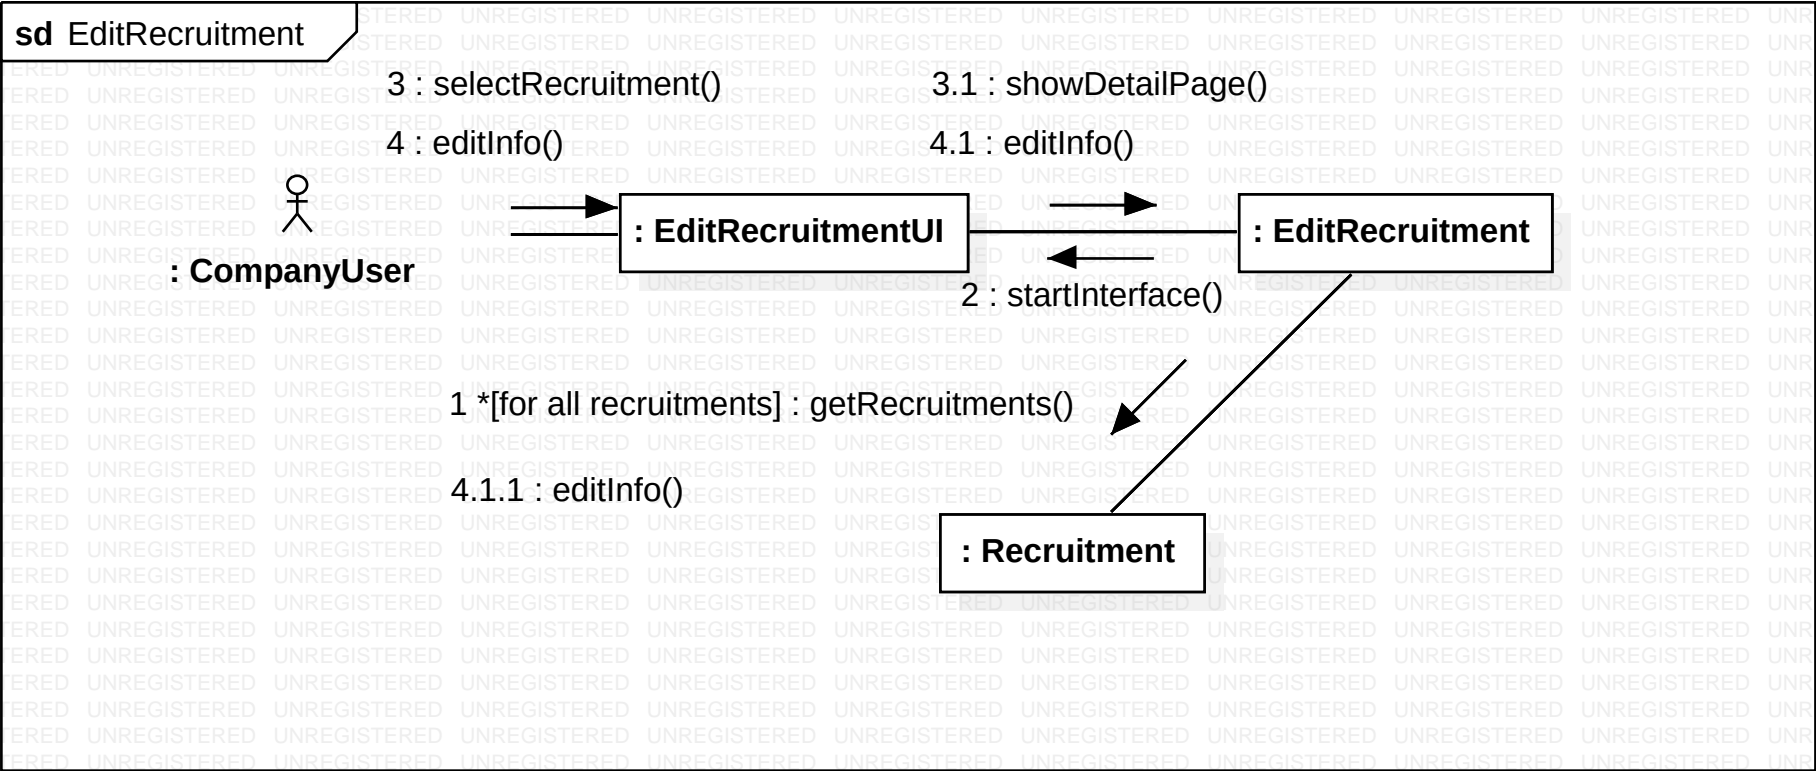 sd EditRecruitment
3 : selectRecruitment()
3.1 : showDetailPage()
4 : editInfo()
4.1 : editInfo()
: CompanyUser
: EditRecruitmentUI
: EditRecruitment
2 : startInterface()
1 *[for all recruitments] : getRecruitments()
4.1.1 : editInfo()
: Recruitment
UNREGISTERED